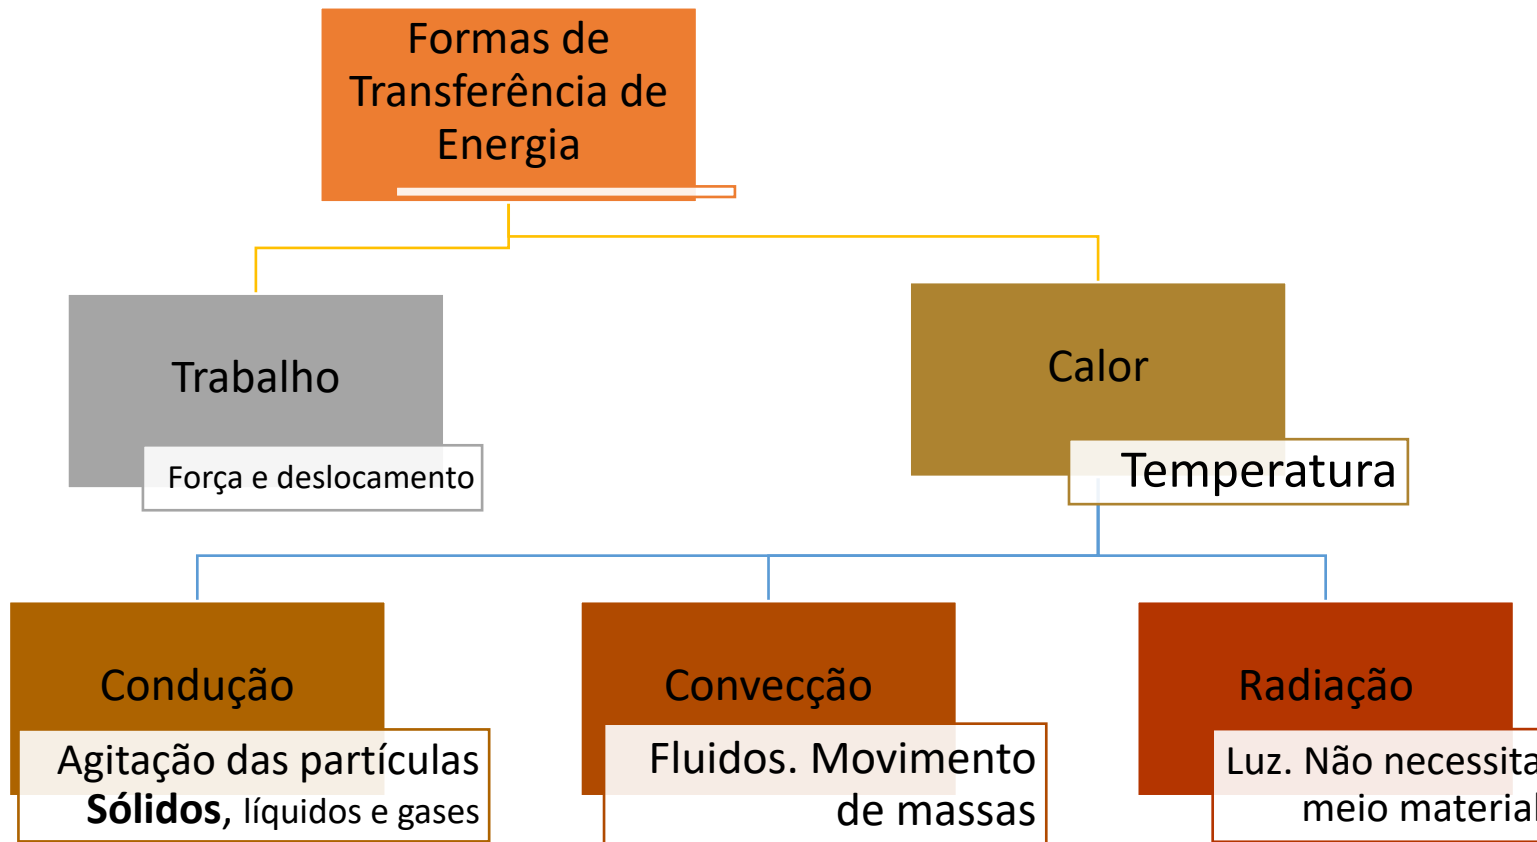 Formas de
Transferência de
Energia
Trabalho
Força e deslocamento
Calor
Temperatura
Condução
Agitação das partículas
Sólidos, líquidos e gases
Convecção
Fluidos. Movimento
de massas
Radiação
Luz. Não necessita
meio material